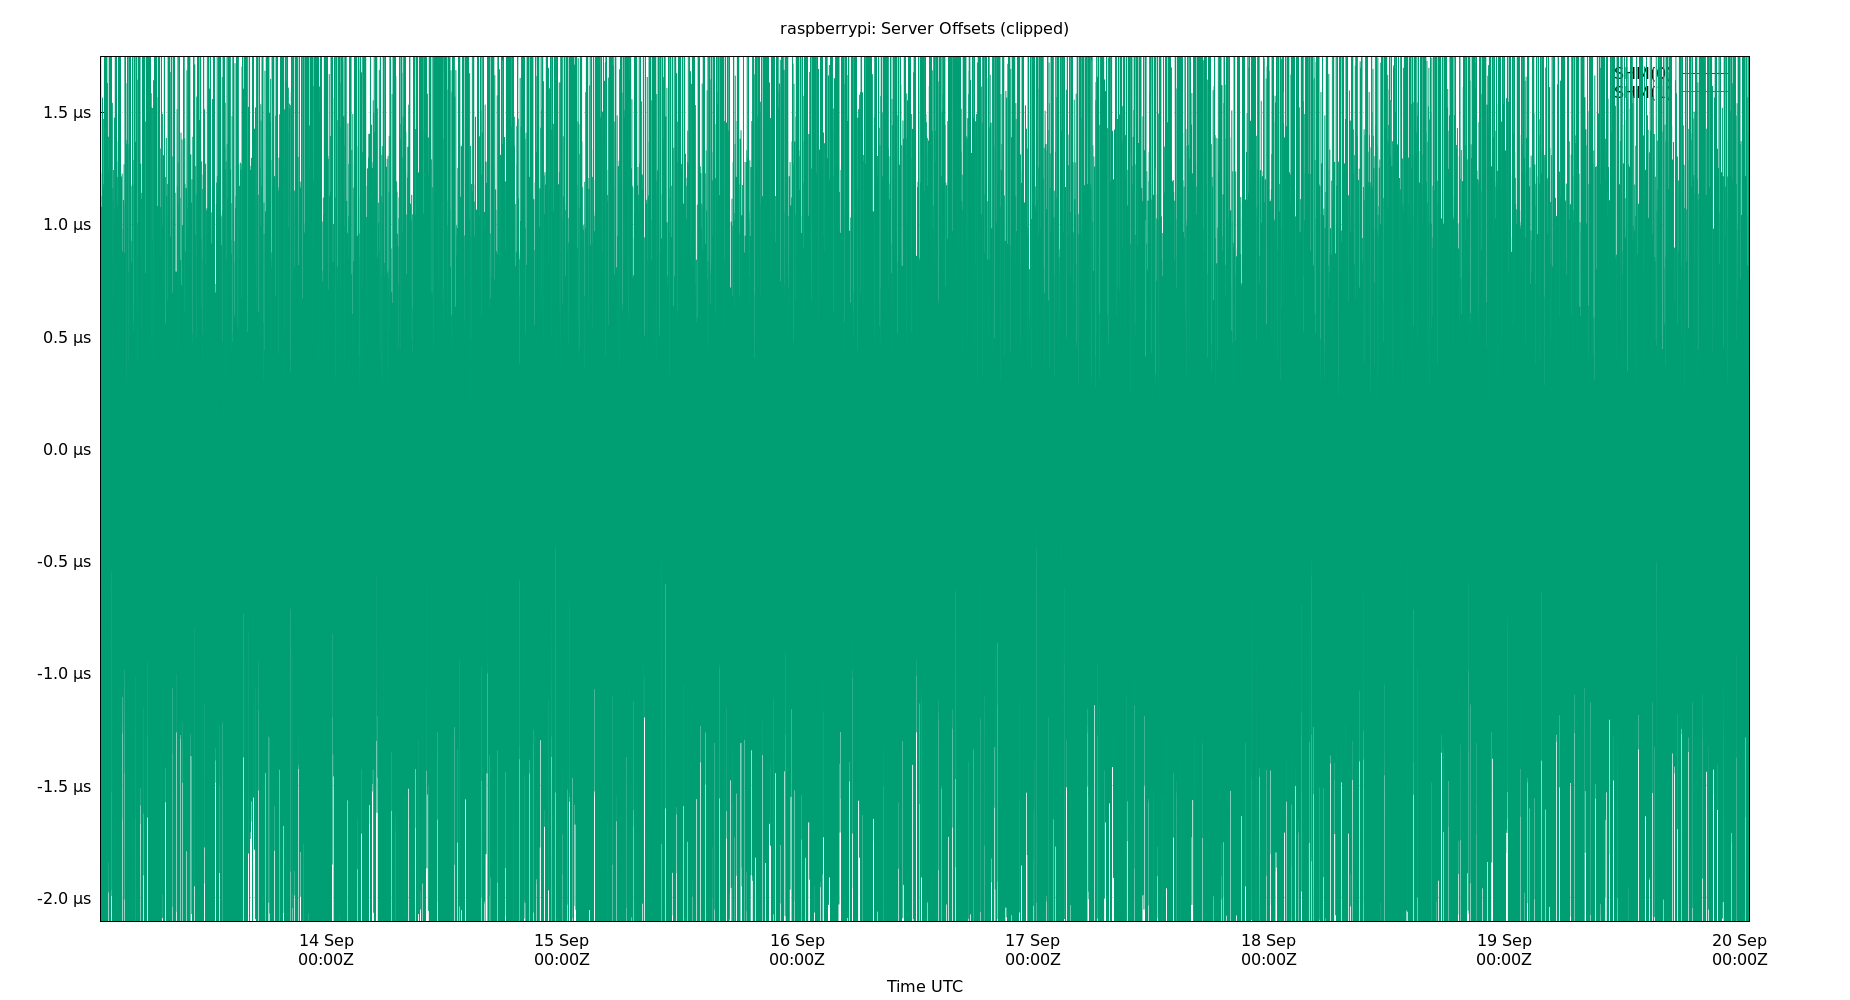 raspberrypi: Server Offsets (clipped)
SHM(0)
1.5 µs
1.0 µs
0.5 µs
0.0 µs
-0.5 µs
-1.0 µs
-1.5 µs
-2.0 µs
14 Sep 15 Sep 16 Sep 17 Sep 18 Sep 19 Sep 20 Sep
00:00Z 00:00Z 00:00Z 00:00Z 00:00Z 00:00Z 00:00Z
Time UTC